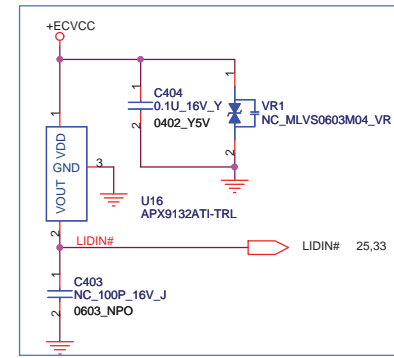 +ECVCC
1
C404
0.1U_16V_Y
2
0402_Y5V
1
VR1
NC_MLVS0603M04_VR
2
1
VDD
GND
3
VOUT
2
U16
APX9132ATI-TRL
LIDIN#
LIDIN# 25,33
1
C403
NC_100P_16V_J
2
0603_NPO